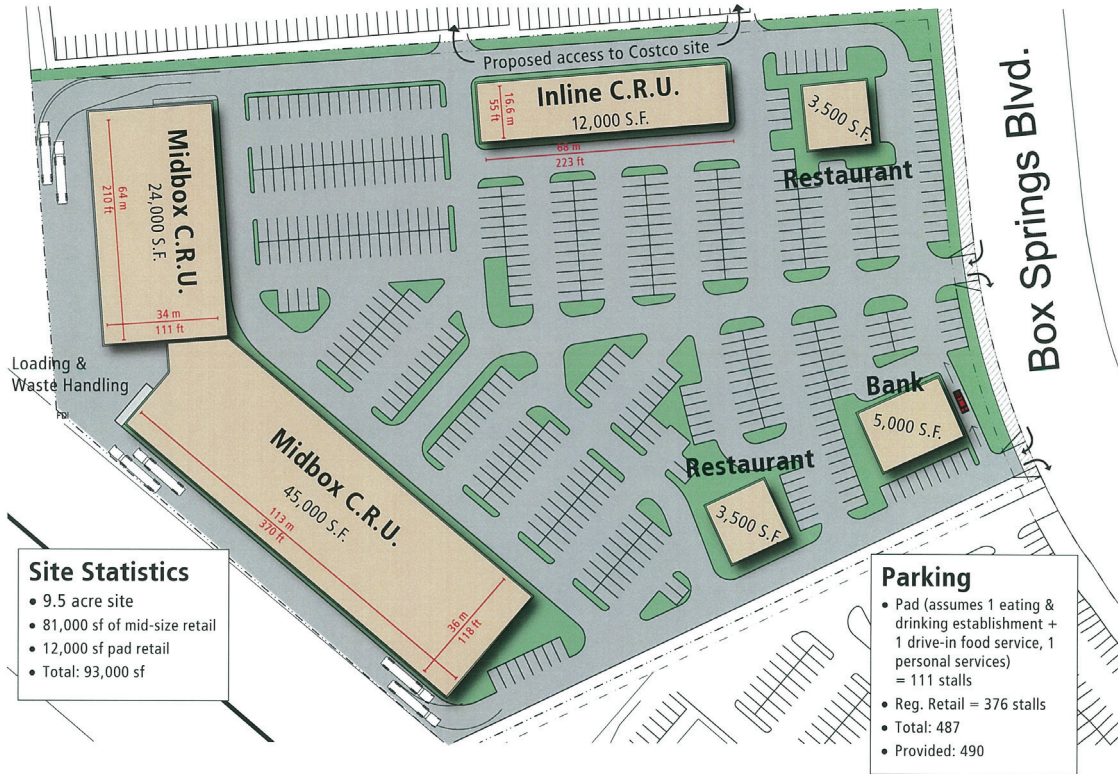 Proposed access to Costco site
Inline C.R.U.
12,000 S.F.
16.6 m
55 ft
68 m
223 ft
3,500 S.F.
Restaurant
Box Springs Blvd.
Midbox C.R.U.
24,000 S.F.
64 m
210 ft
34 m
111 ft
Loading &
Waste Handling
FDI
Midbox C.R.U.
45,000 S.F.
113 m
370 ft
36 m
118 ft
Bank
5,000 S.F.
Restaurant
3,500 S.F.
Site Statistics
• 9.5 acre site
• 81,000 sf of mid-size retail
• 12,000 sf pad retail
• Total: 93,000 sf
Parking
• Pad (assumes 1 eating &
drinking establishment +
1 drive-in food service, 1
personal services)
= 111 stalls
• Reg. Retail = 376 stalls
• Total: 487
• Provided: 490